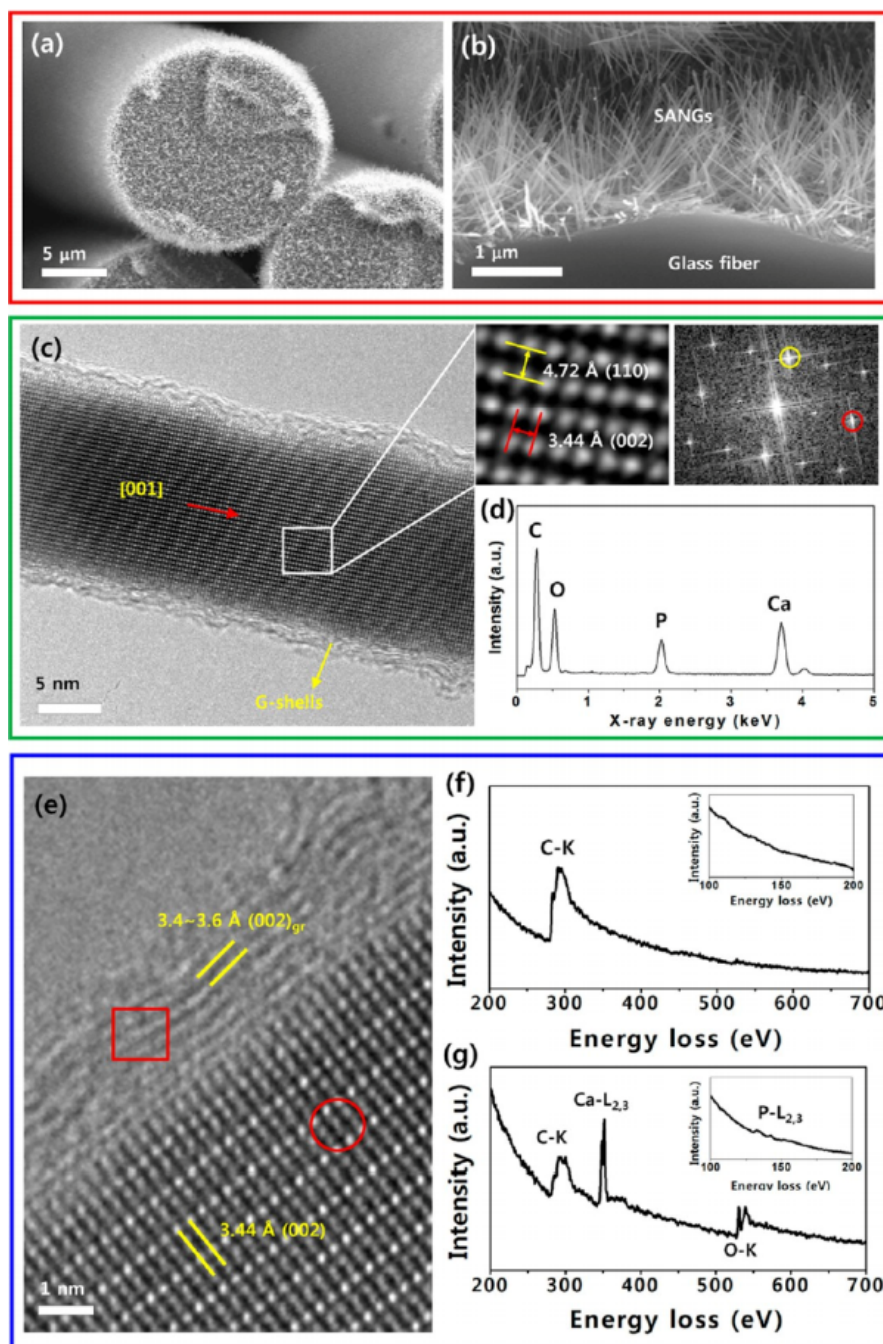 (a)
5 μm
(b)
SANGs
1 μm
Glass fiber
(c)
[001]
5 nm
G-shells
4.72 Å (110)
3.44 Å (002)
(d)
C
O
P
Ca
Intensity (a.u.)
0 1 2 3 4 5
X-ray energy (keV)
(e)
3.4~3.6 Å (002)gr
3.44 Å (002)
1 nm
(f)
C-K
Intensity (a.u.)
200 300 400 500 600 700
Energy loss (eV)
Intensity (a.u.)
100 150 200
Energy loss (eV)
(g)
C-K
Ca-L2,3
O-K
Intensity (a.u.)
200 300 400 500 600 700
Energy loss (eV)
P-L2,3
Intensity (a.u.)
100 150 200
Energy loss (eV)